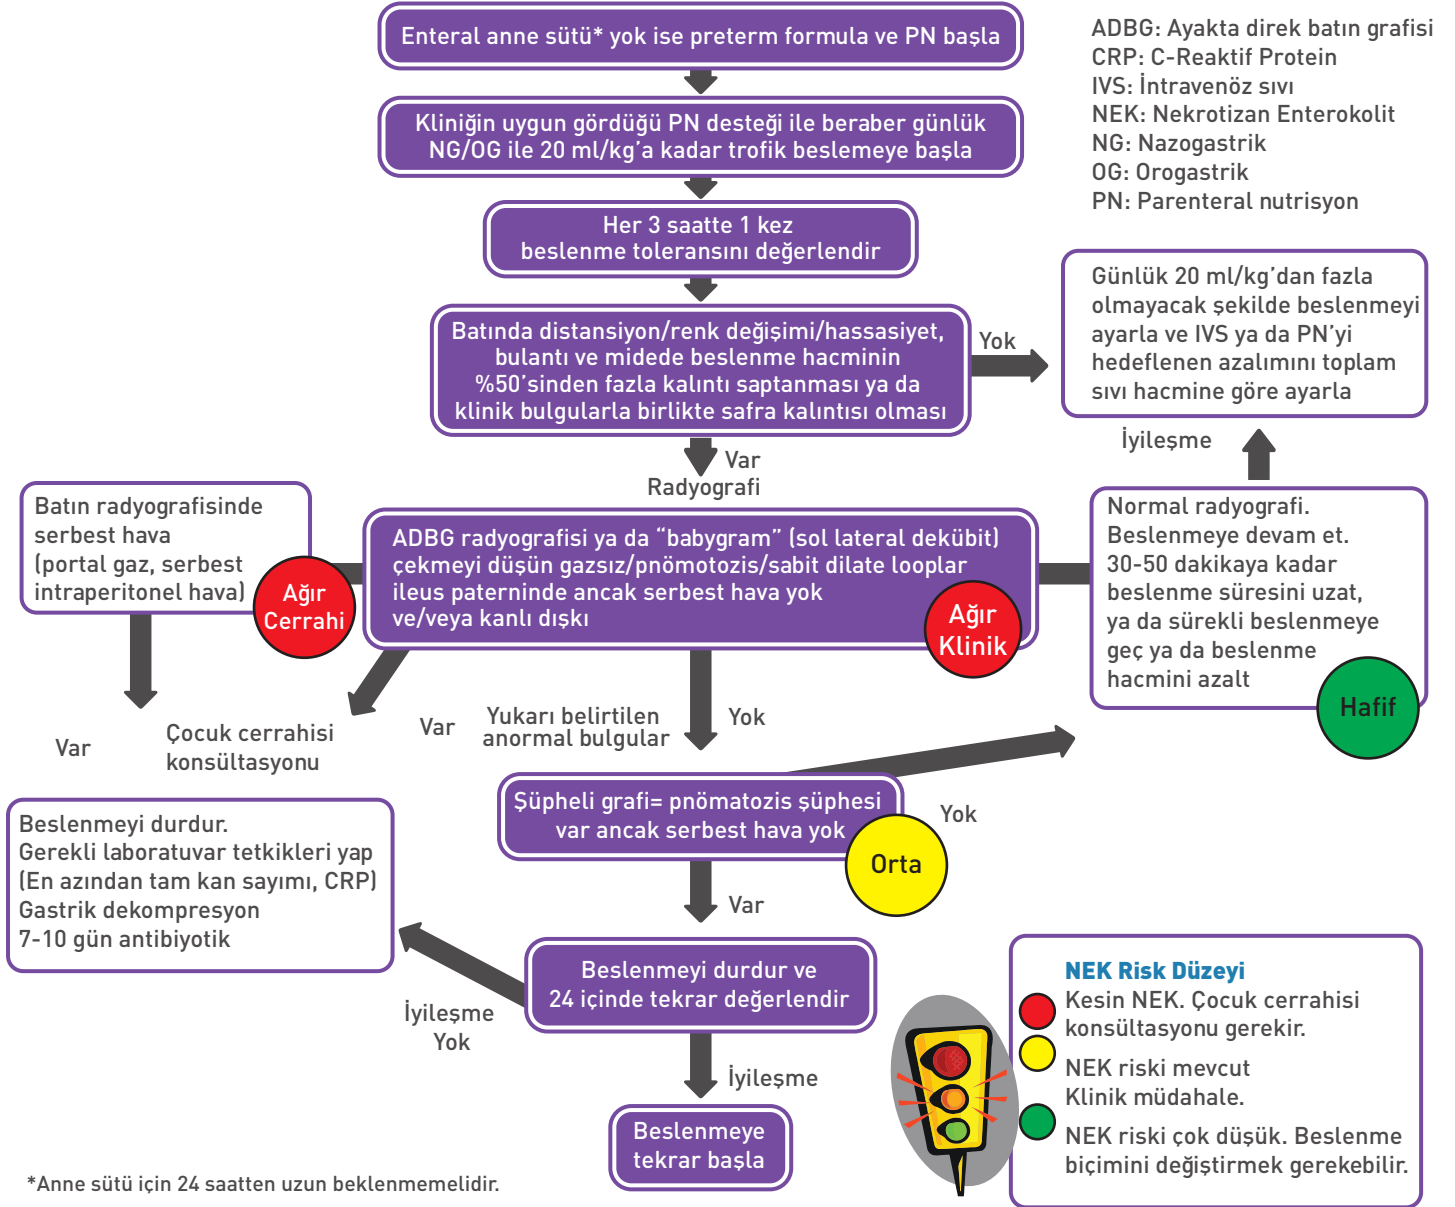 Enteral anne sütü* yok ise preterm formula ve PN başla
ADBG: Ayakta direk batın grafisi
CRP: C-Reaktif Protein
IVS: İntravenöz sıvı
NEK: Nekrotizan Enterokolit
NG: Nazogastrik
OG: Orogastrik
PN: Parenteral nutrisyon
Kliniğin uygun gördüğü PN desteği ile beraber günlük
NG/OG ile 20 ml/kg’a kadar trofik beslemeye başla
Her 3 saatte 1 kez
beslenme toleransını değerlendir
Batında distansiyon/renk değişimi/hassasiyet,
bulantı ve midede beslenme hacminin
%50’sinden fazla kalıntı saptanması ya da
klinik bulgularla birlikte safra kalıntısı olması
Yok
Günlük 20 ml/kg’dan fazla
olmayacak şekilde beslenmeyi
ayarla ve IVS ya da PN’yi
hedeflenen azalımını toplam
sıvı hacmine göre ayarla
İyileşme
Var
Radyografi
Batın radyografisinde
serbest hava
(portal gaz, serbest
intraperitonel hava)
Ağır
Cerrahi
ADBG radyografisi ya da “babygram” (sol lateral dekübit)
çekmeyi düşün gazsız/pnömotozis/sabit dilate looplar
ileus paterninde ancak serbest hava yok
ve/veya kanlı dışkı
Ağır
Klinik
Normal radyografi.
Beslenmeye devam et.
30-50 dakikaya kadar
beslenme süresini uzat,
ya da sürekli beslenmeye
geç ya da beslenme
hacmini azalt
Hafif
Var
Çocuk cerrahisi
konsültasyonu
Var
Yukarı belirtilen
anormal bulgular
Yok
Şüpheli grafi= pnömatozis şüphesi
var ancak serbest hava yok
Orta
Yok
Beslenmeyi durdur.
Gerekli laboratuvar tetkikleri yap
(En azından tam kan sayımı, CRP)
Gastrik dekompresyon
7-10 gün antibiyotik
Var
Beslenmeyi durdur ve
24 içinde tekrar değerlendir
İyileşme
Yok
İyileşme
Beslenmeye
tekrar başla
NEK Risk Düzeyi
Kesin NEK. Çocuk cerrahisi
konsültasyonu gerekir.
NEK riski mevcut
Klinik müdahale.
NEK riski çok düşük. Beslenme
biçimini değiştirmek gerekebilir.
*Anne sütü için 24 saatten uzun beklenmemelidir.